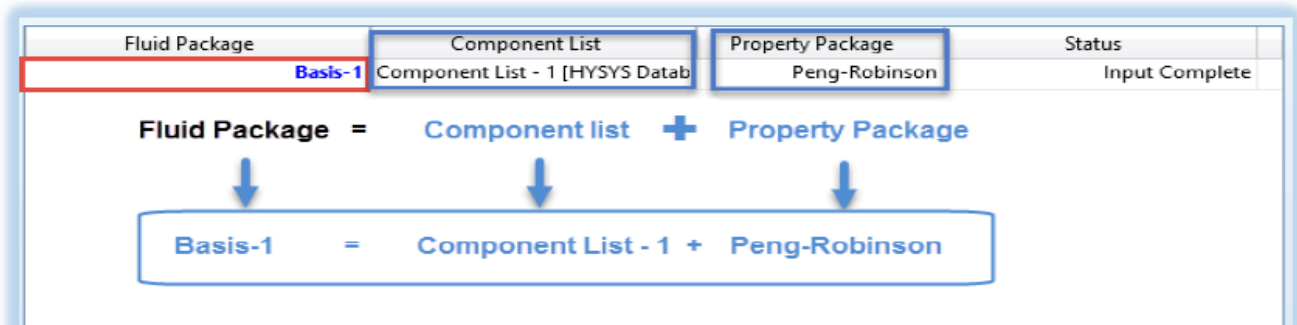 Fluid Package Component List Property Package Status
Basis-1 Component List - 1 [HYSYS Datab Peng-Robinson Input Complete
Fluid Package = Component list + Property Package
Basis-1 = Component List - 1 + Peng-Robinson